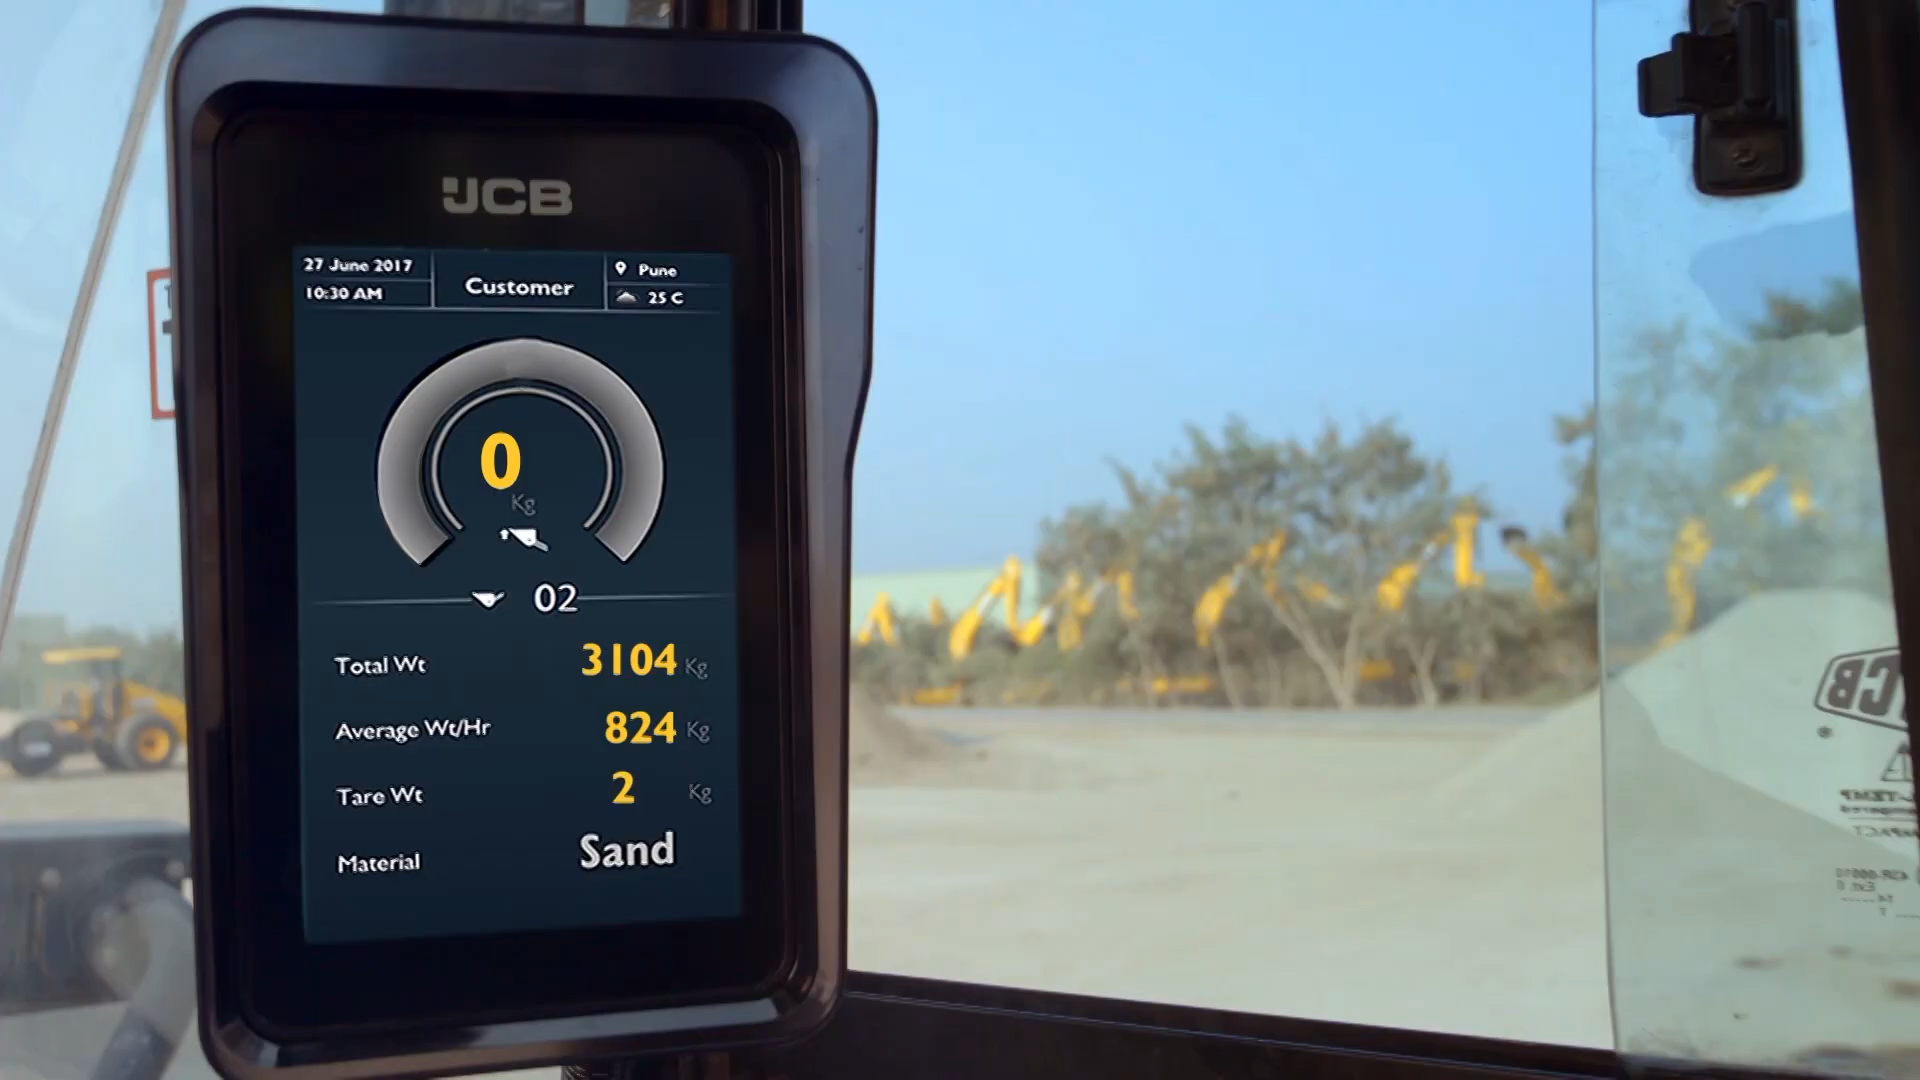 JCB
27 June 2017
10:30 AM
Customer
Pune
25 C
0
Kg
02
Total Wt 3104 Kg
Average Wt/Hr 824 Kg
Tare Wt 2 Kg
Material Sand
JCB